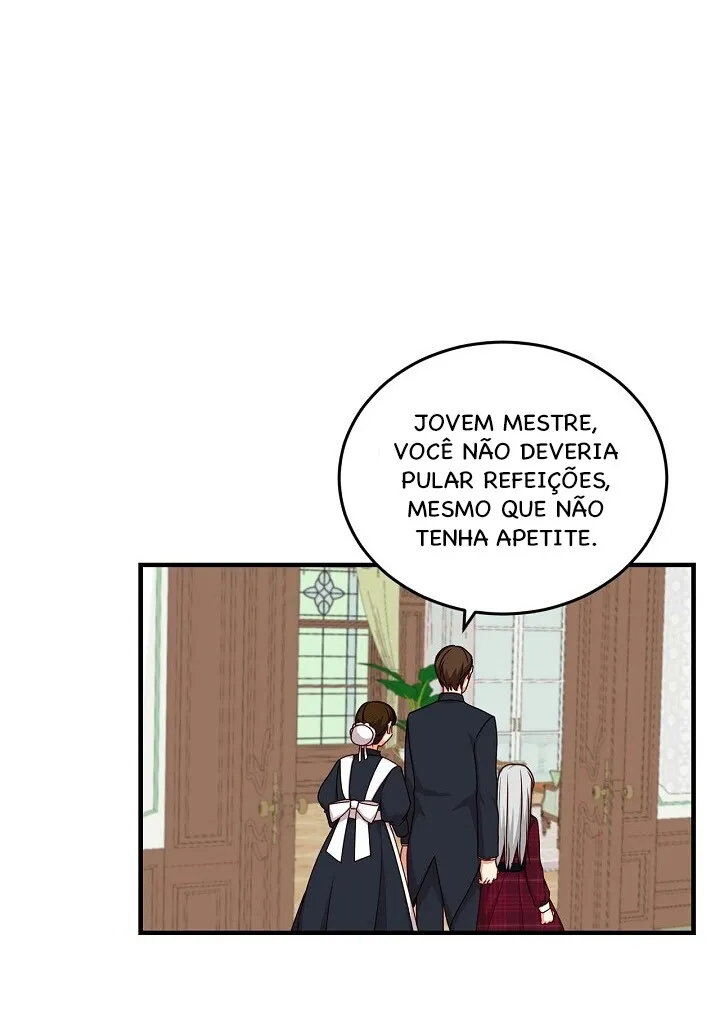 JOVEM MESTRE,
VOCÊ NÃO DEVERIA
PULAR REFEIÇÕES,
MESMO QUE NÃO
TENHA APETITE.